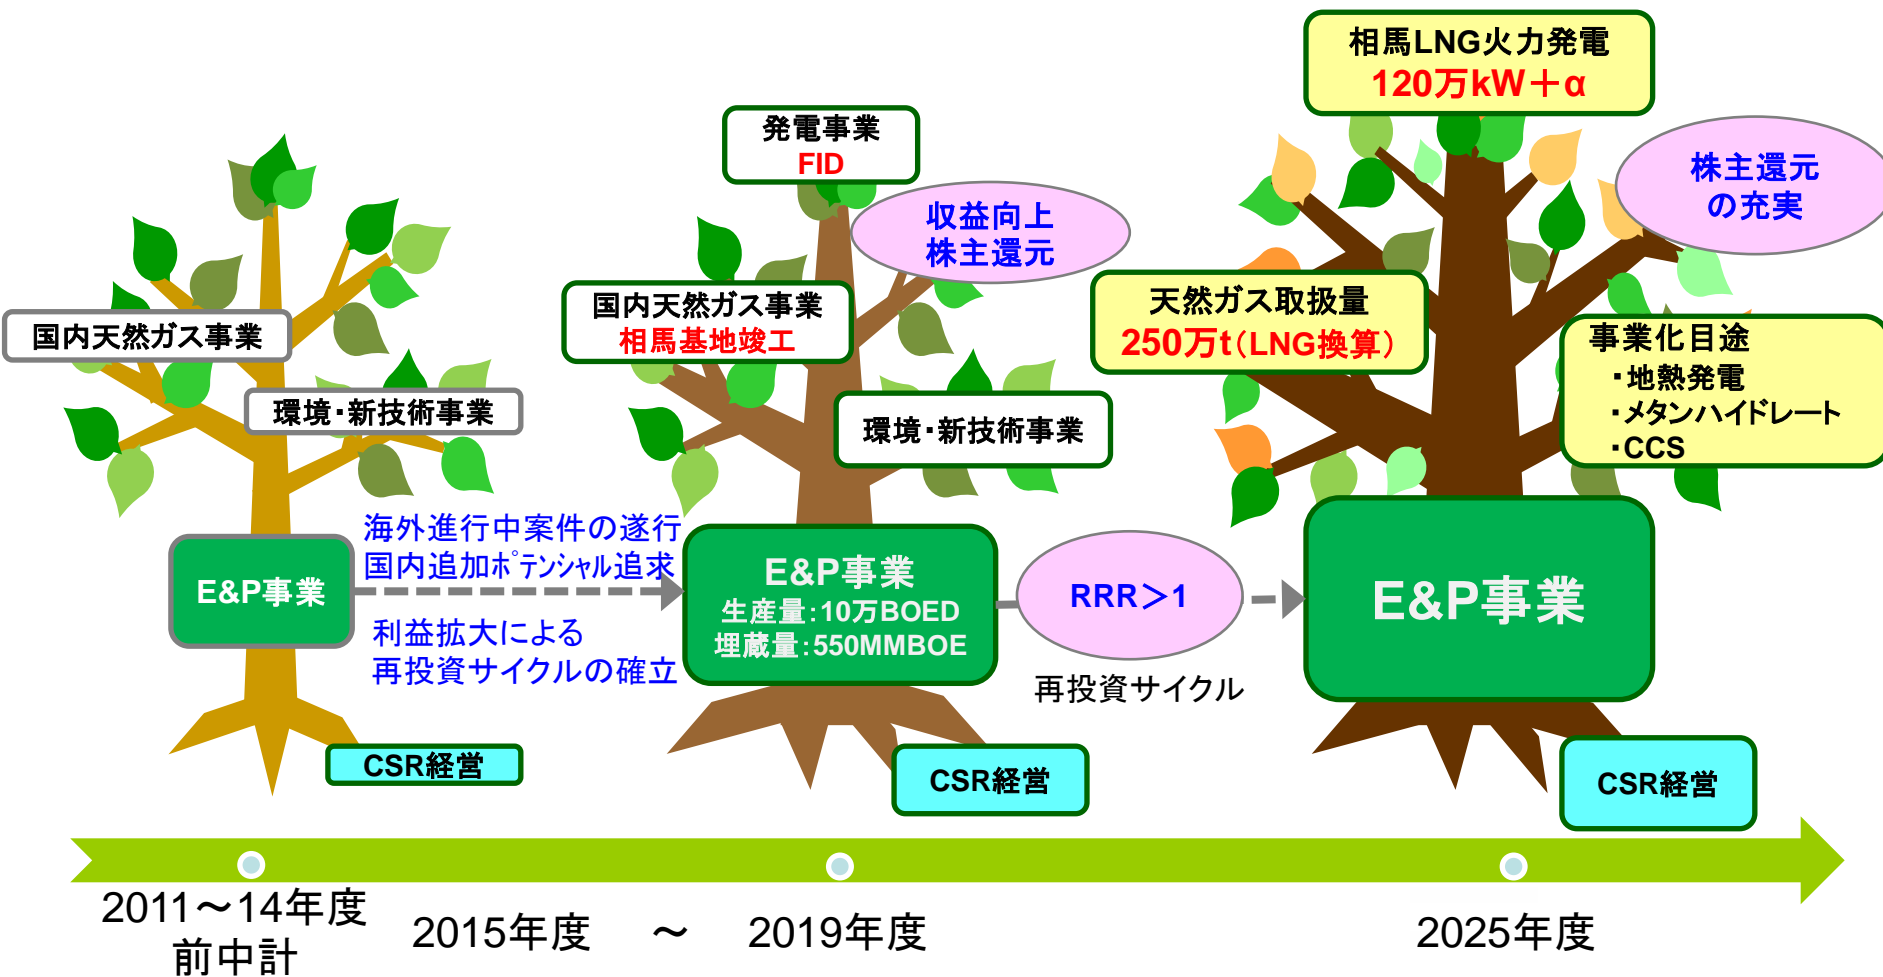 国内天然ガス事業
環境・新技術事業
E&P事業
CSR経営
海外進行中案件の遂行
国内追加ﾎﾟﾃﾝｼｬﾙ追求
利益拡大による
再投資サイクルの確立
発電事業
FID
収益向上
株主還元
国内天然ガス事業
相馬基地竣工
環境・新技術事業
E&P事業
生産量：10万BOED
埋蔵量：550MMBOE
CSR経営
RRR＞1
再投資サイクル
相馬LNG火力発電
120万kW＋α
株主還元
の充実
天然ガス取扱量
250万t（LNG換算）
事業化目途
・地熱発電
・メタンハイドレート
・CCS
E&P事業
CSR経営
2011～14年度
前中計
2015年度　～　2019年度
2025年度